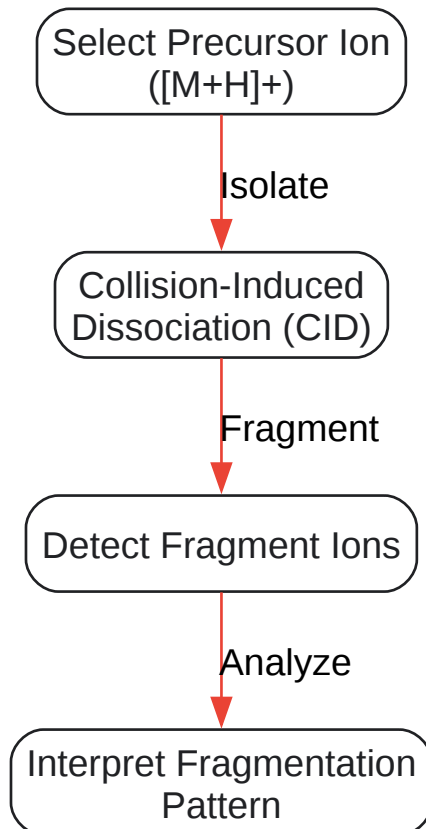 Select Precursor Ion
([M+H]+)
Isolate
Collision-Induced
Dissociation (CID)
Fragment
Detect Fragment Ions
Analyze
Interpret Fragmentation
Pattern